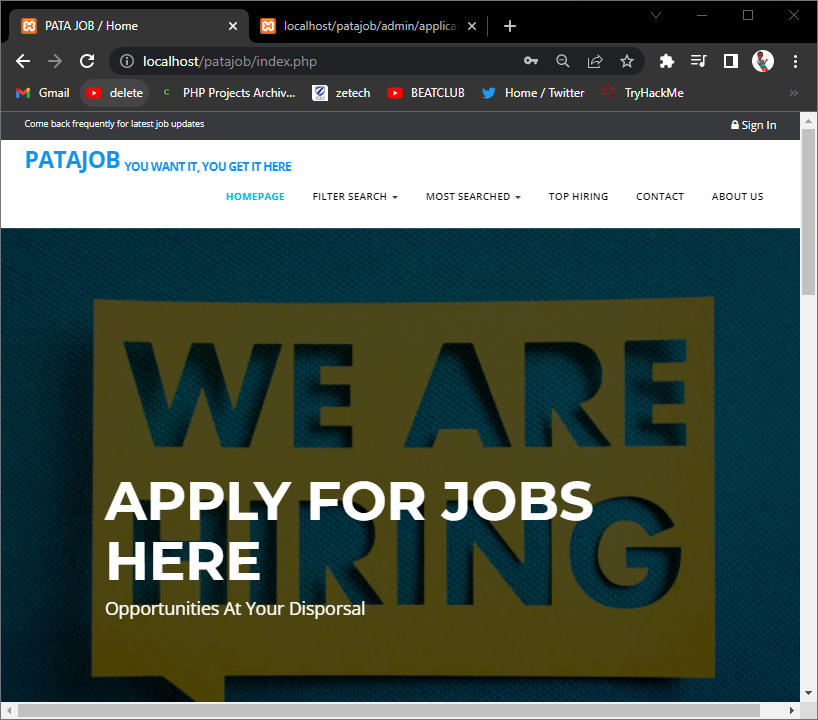 PATA JOB / Home
localhost/patajob/admin/applica
localhost/patajob/index.php
Gmail
delete
PHP Projects Archiv...
zetech
BEATCLUB
Home / Twitter
TryHackMe
Come back frequently for latest job updates
Sign In
PATAJOB YOU WANT IT, YOU GET IT HERE
HOMEPAGE
FILTER SEARCH
MOST SEARCHED
TOP HIRING
CONTACT
ABOUT US
WE ARE
HIRING
APPLY FOR JOBS
HERE
Opportunities At Your Disporsal